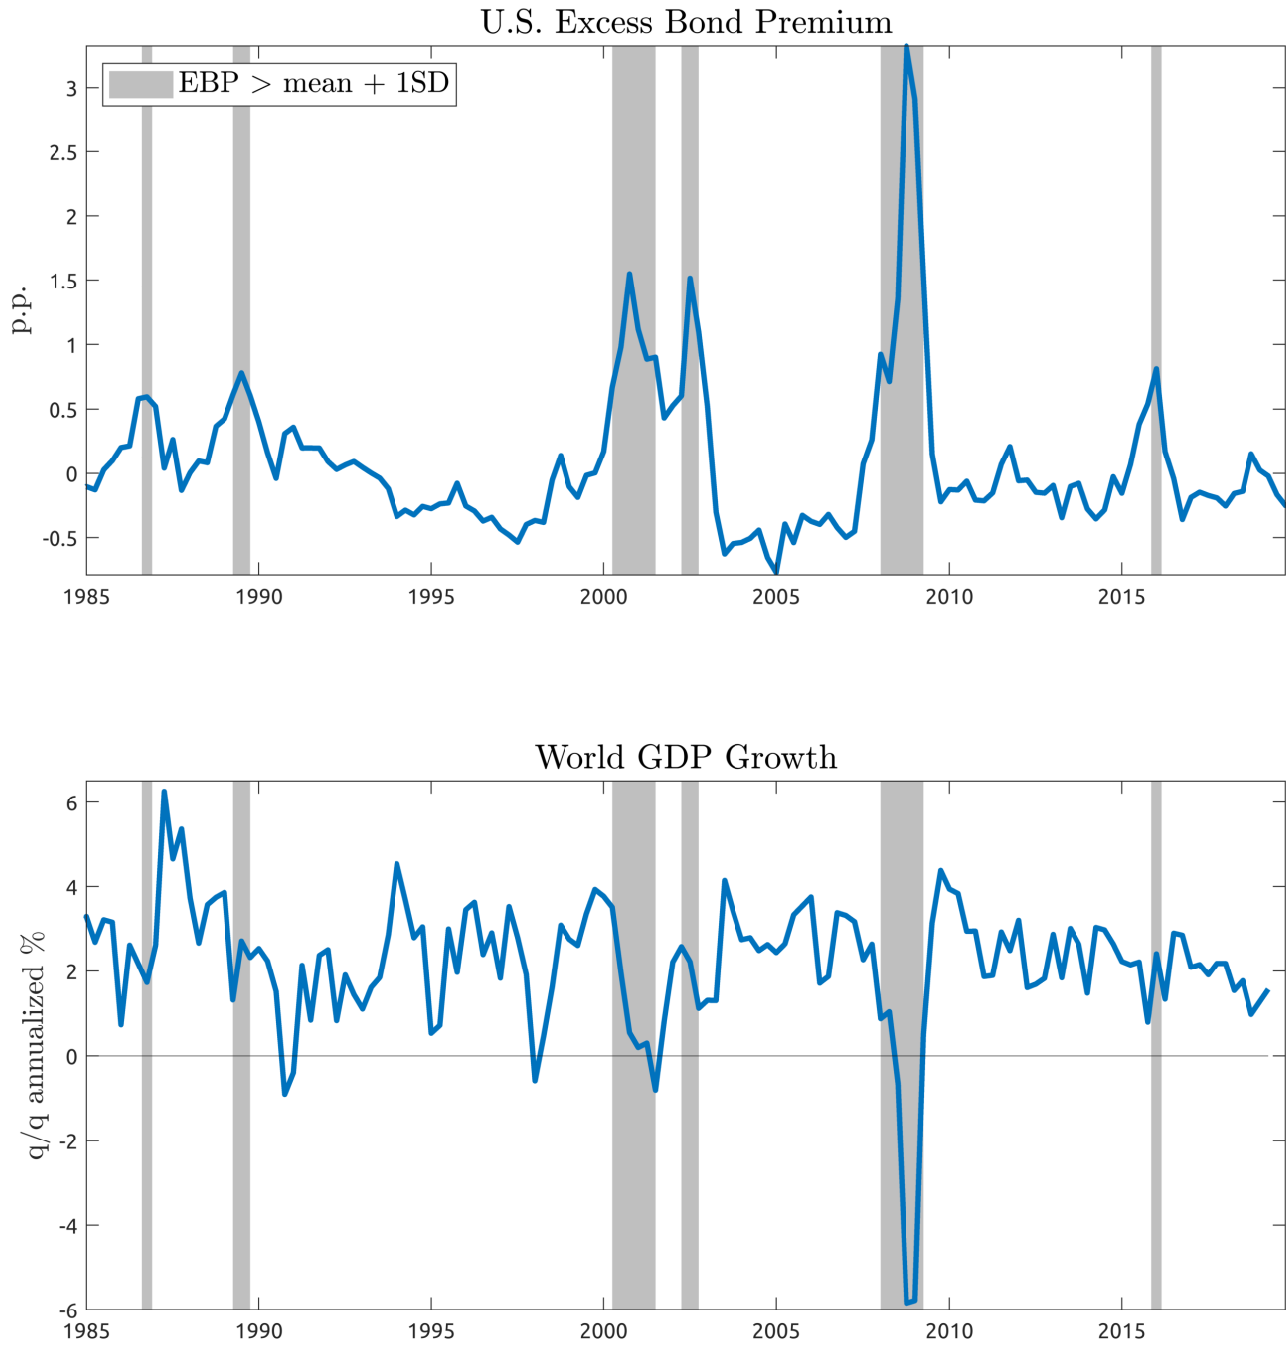 U.S. Excess Bond Premium
EBP > mean + 1SD
p.p.
3
2.5
2
1.5
1
0.5
0
-0.5
1985 1990 1995 2000 2005 2010 2015
World GDP Growth
q/q annualized %
6
4
2
0
-2
-4
-6
1985 1990 1995 2000 2005 2010 2015